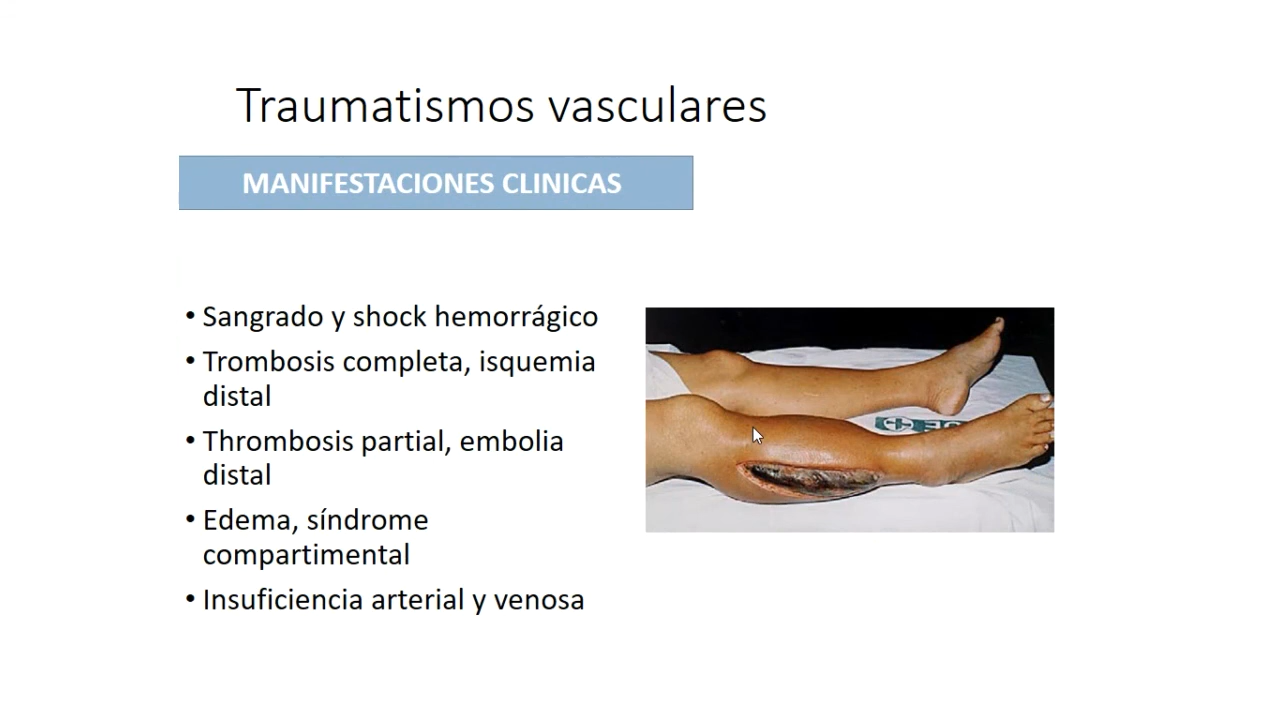 Traumatismos vasculares
MANIFESTACIONES CLINICAS
• Sangrado y shock hemorrágico
• Trombosis completa, isquemia
distal
• Thrombosis partial, embolia
distal
• Edema, síndrome
compartimental
• Insuficiencia arterial y venosa